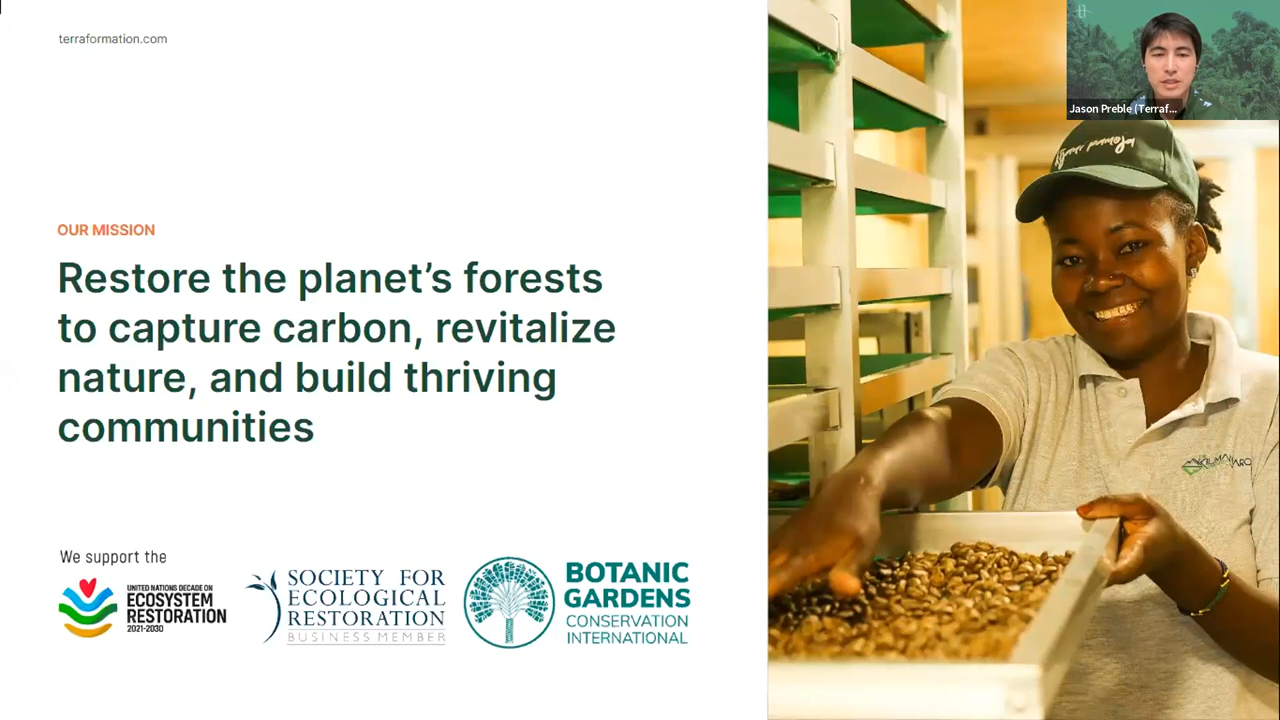 terraformation.com
Jason Preble (Terraf...
OUR MISSION
Restore the planet's forests
to capture carbon, revitalize
nature, and build thriving
communities
We support the
UNITED NATIONS DECADE ON
ECOSYSTEM
RESTORATION
2021-2030
SOCIETY FOR
ECOLOGICAL
RESTORATION
BUSINESS MEMBER
BOTANIC
GARDENS
CONSERVATION
INTERNATIONAL